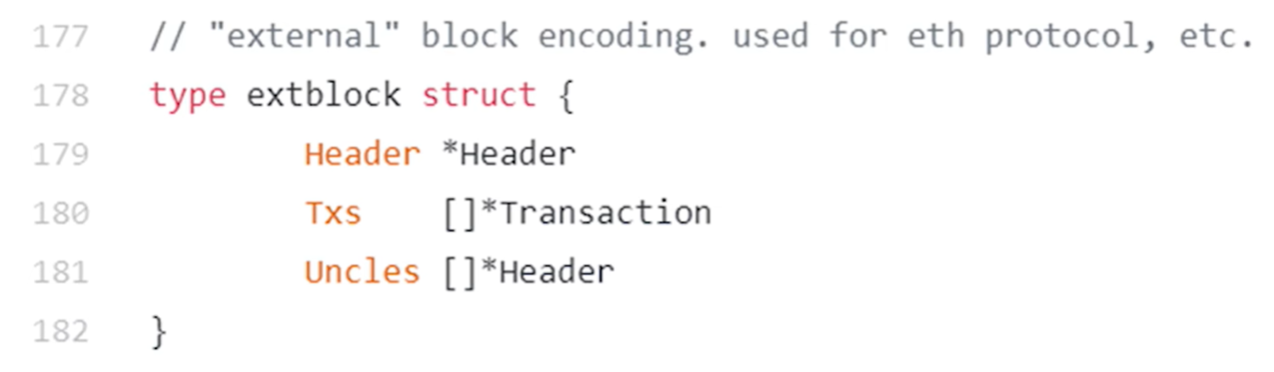 177 // "external" block encoding. used for eth protocol, etc.
178 type extblock struct {
179 Header *Header
180 Txs []*Transaction
181 Uncles []*Header
182 }